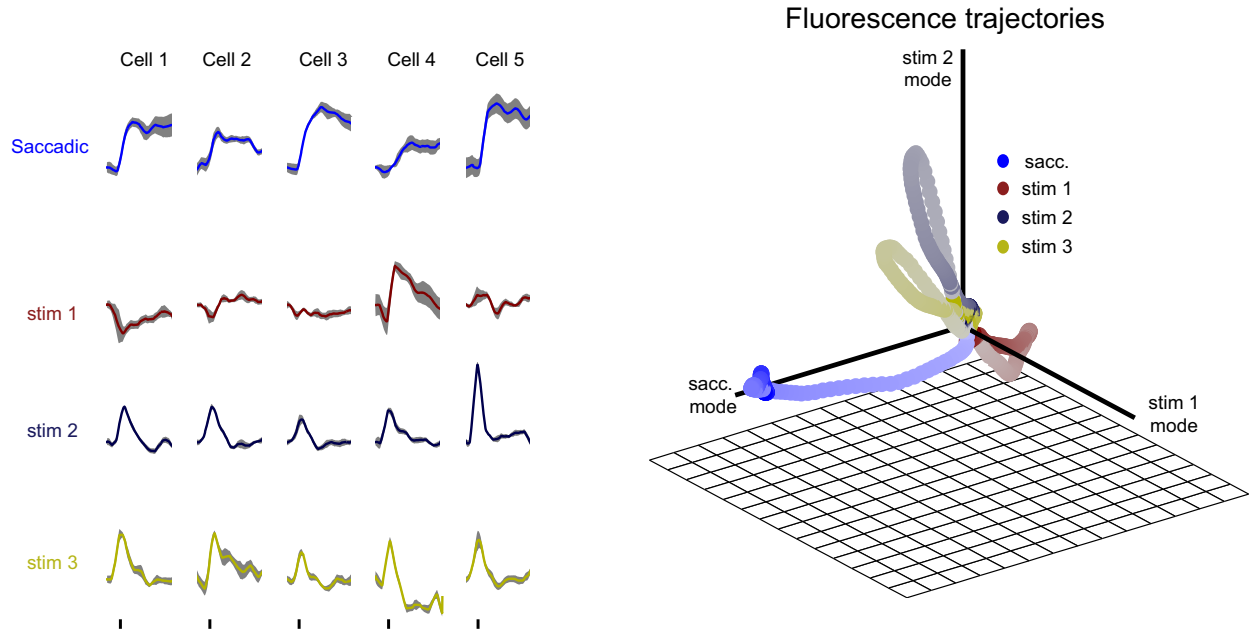 Fluorescence trajectories
Cell 1 Cell 2 Cell 3 Cell 4 Cell 5
Saccadic
stim 1
stim 2
stim 3
stim 2
mode
sacc.
stim 1
stim 2
stim 3
sacc.
mode
stim 1
mode